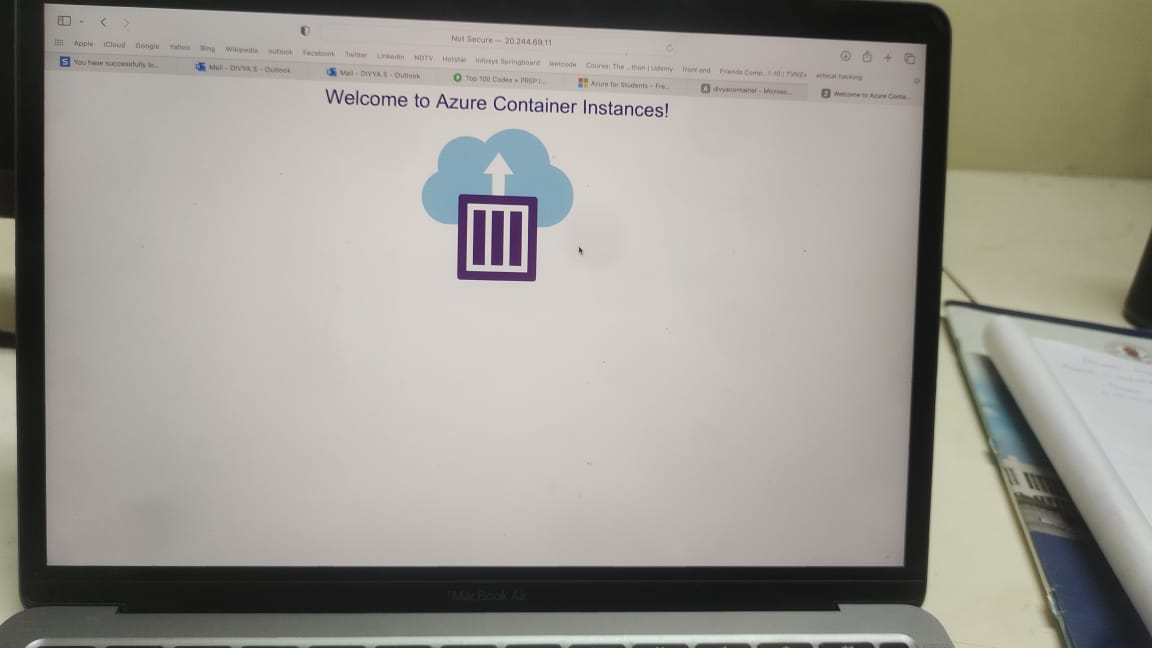 Not Secure — 20.244.69.11
Apple iCloud Google Yahoo Bing Wikipedia outlook Facebook Twitter LinkedIn NDTV Hotstar Infosys Springboard leetcode Course: The ...thon | Udemy front end Friends Comp...1-10 | TVNZ+ ethical hacking
You have successfully le... Mail – DIVYA.S – Outlook Mail – DIVYA.S – Outlook Top 100 Codes » PREP I... Azure for Students – Fre... divyacontainer – Microso... Welcome to Azure Conta...
Welcome to Azure Container Instances!
MacBook Air